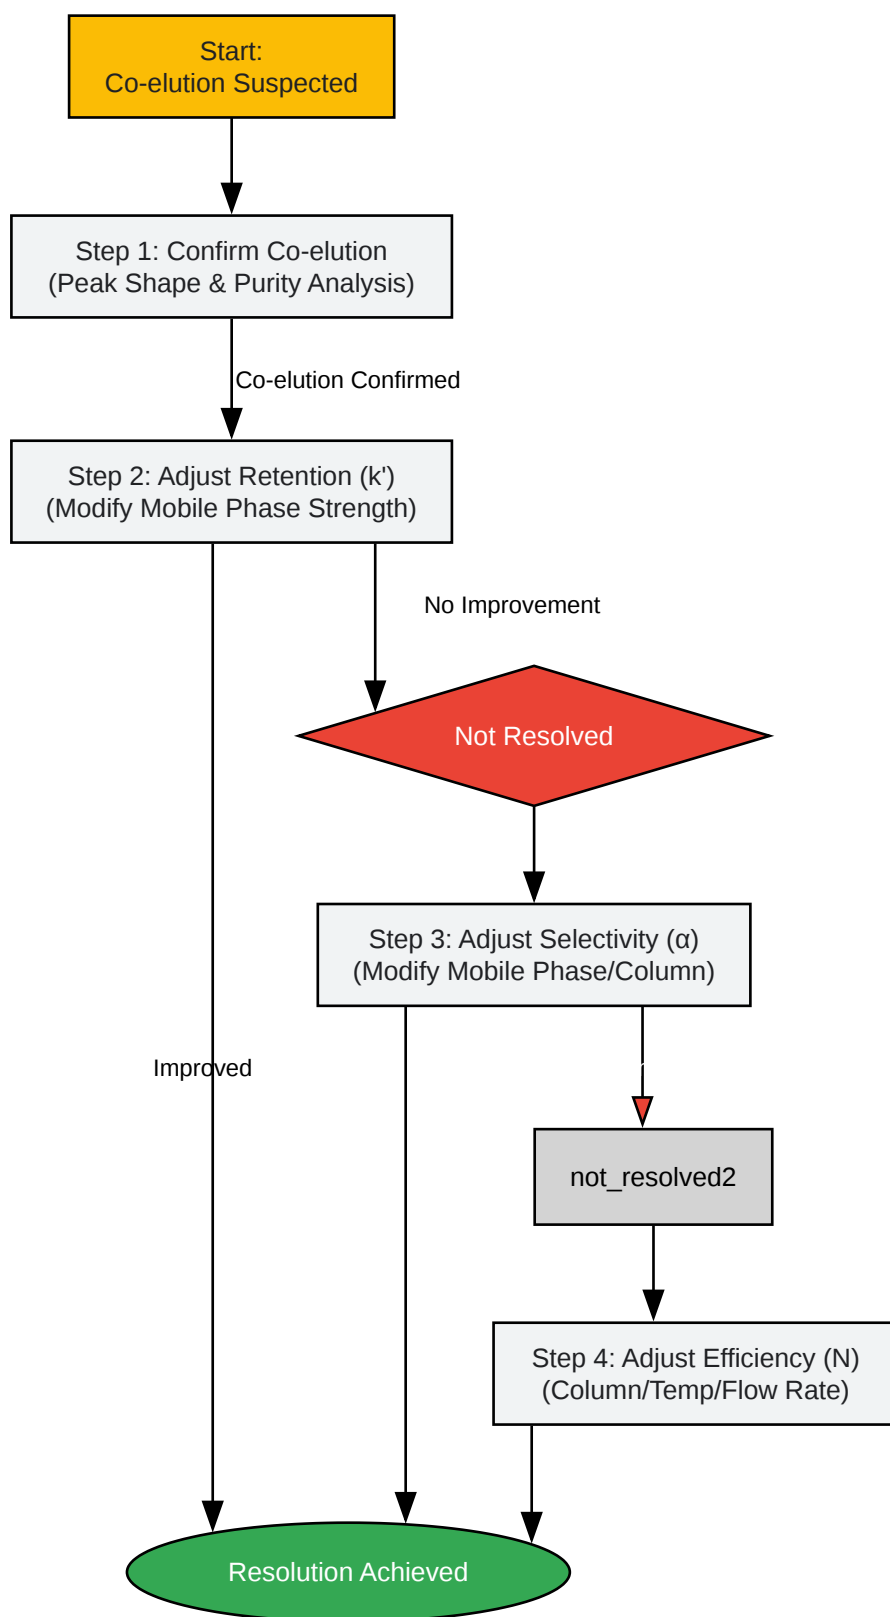 Start:
Co-elution Suspected
Step 1: Confirm Co-elution
(Peak Shape & Purity Analysis)
Co-elution Confirmed
Step 2: Adjust Retention (k')
(Modify Mobile Phase Strength)
No Improvement
Not Resolved
Step 3: Adjust Selectivity (α)
(Modify Mobile Phase/Column)
Improved
not_resolved2
Step 4: Adjust Efficiency (N)
(Column/Temp/Flow Rate)
Resolution Achieved